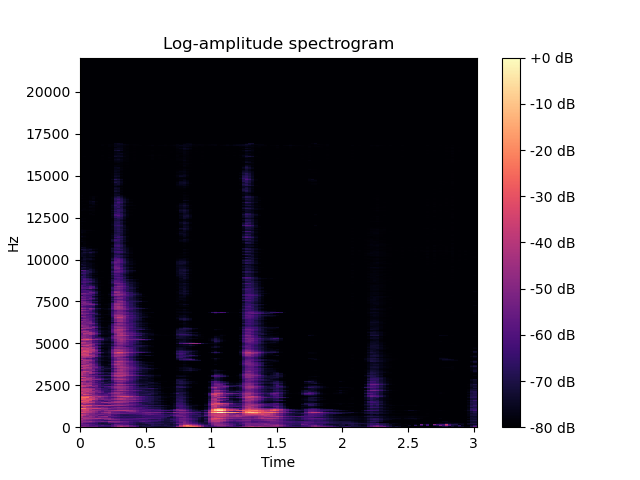 Log-amplitude spectrogram
20000
17500
15000
12500
10000
7500
5000
2500
0
Hz
0 0.5 1 1.5 2 2.5 3
Time
+0 dB
-10 dB
-20 dB
-30 dB
-40 dB
-50 dB
-60 dB
-70 dB
-80 dB